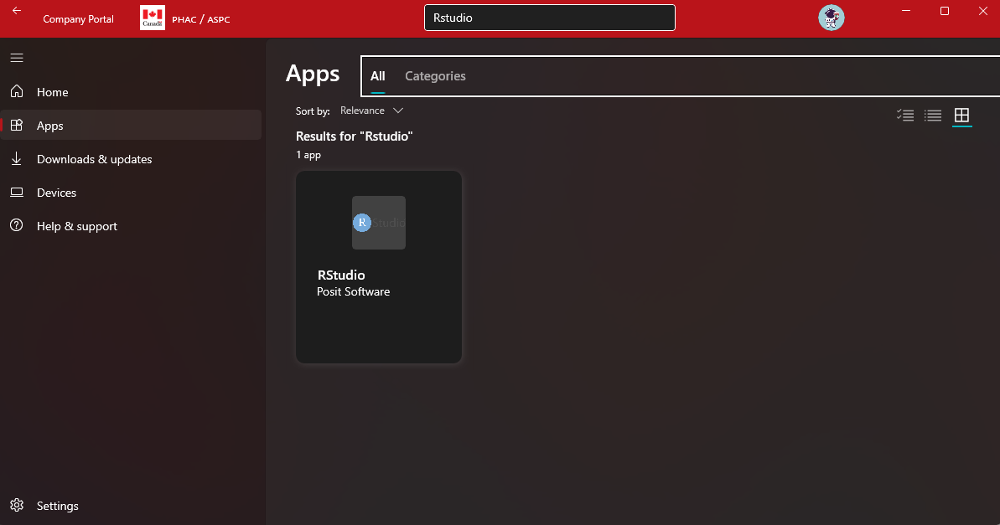 Company Portal
Canada
PHAC / ASPC
Rstudio
Home
Apps
Downloads & updates
Devices
Help & support
Settings
Apps
All
Categories
Sort by: Relevance
Results for "Rstudio"
1 app
R Studio
RStudio
Posit Software